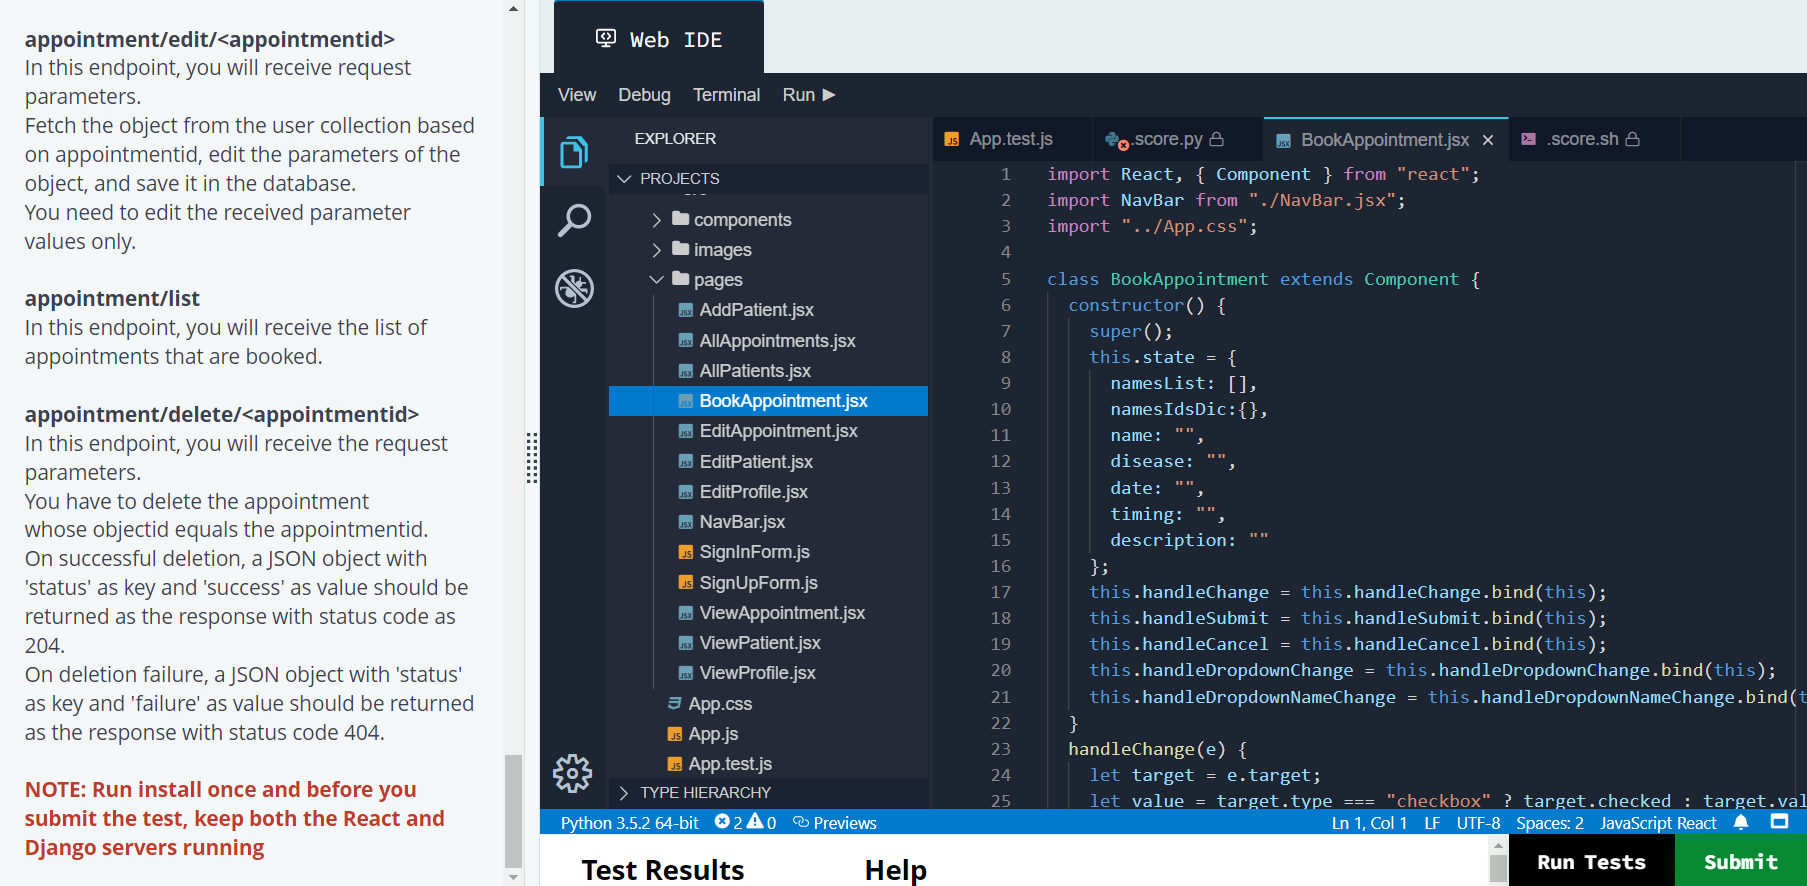 appointment/edit/<appointmentid>
In this endpoint, you will receive request
parameters.
Fetch the object from the user collection based
on appointmentid, edit the parameters of the
object, and save it in the database.
You need to edit the received parameter
values only.
appointment/list
In this endpoint, you will receive the list of
appointments that are booked.
appointment/delete/<appointmentid>
In this endpoint, you will receive the request
parameters.
You have to delete the appointment
whose objectid equals the appointmentid.
On successful deletion, a JSON object with
'status' as key and 'success' as value should be
returned as the response with status code as
204.
On deletion failure, a JSON object with 'status'
as key and 'failure' as value should be returned
as the response with status code 404.
NOTE: Run install once and before you
submit the test, keep both the React and
Django servers running
Web IDE
View Debug Terminal Run
EXPLORER
PROJECTS
components
images
pages
AddPatient.jsx
AllAppointments.jsx
AllPatients.jsx
BookAppointment.jsx
EditAppointment.jsx
EditPatient.jsx
EditProfile.jsx
NavBar.jsx
SignInForm.js
SignUpForm.js
ViewAppointment.jsx
ViewPatient.jsx
ViewProfile.jsx
App.css
App.js
App.test.js
TYPE HIERARCHY
App.test.js .score.py BookAppointment.jsx .score.sh
1 import React, { Component } from "react";
2 import NavBar from "./NavBar.jsx";
3 import "../App.css";
4
5 class BookAppointment extends Component {
6 constructor() {
7 super();
8 this.state = {
9 namesList: [],
10 namesIdsDic:{},
11 name: "",
12 disease: "",
13 date: "",
14 timing: "",
15 description: ""
16 };
17 this.handleChange = this.handleChange.bind(this);
18 this.handleSubmit = this.handleSubmit.bind(this);
19 this.handleCancel = this.handleCancel.bind(this);
20 this.handleDropdownChange = this.handleDropdownChange.bind(this);
21 this.handleDropdownNameChange = this.handleDropdownNameChange.bind(t
22 }
23 handleChange(e) {
24 let target = e.target;
25 let value = target.type === "checkbox" ? target.checked : target.val
Python 3.5.2 64-bit 2 0 Previews Ln 1, Col 1 LF UTF-8 Spaces: 2 JavaScript React
Test Results Help Run Tests Submit